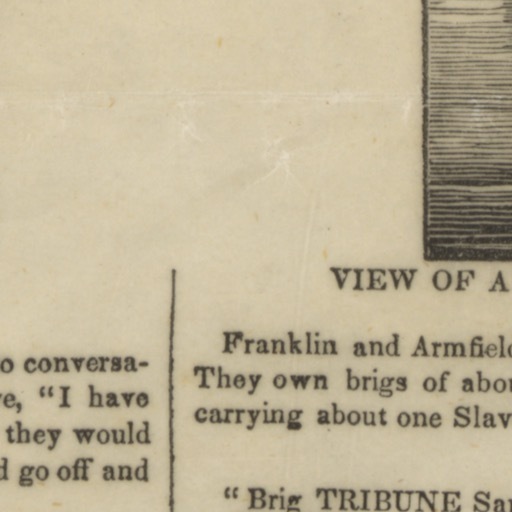 o conversa-
e, "I have
they would
d go off and
VIEW OF A
Franklin and Armfield
They own brigs of abou
carrying about one Slav
"Brig TRIBUNE Sa